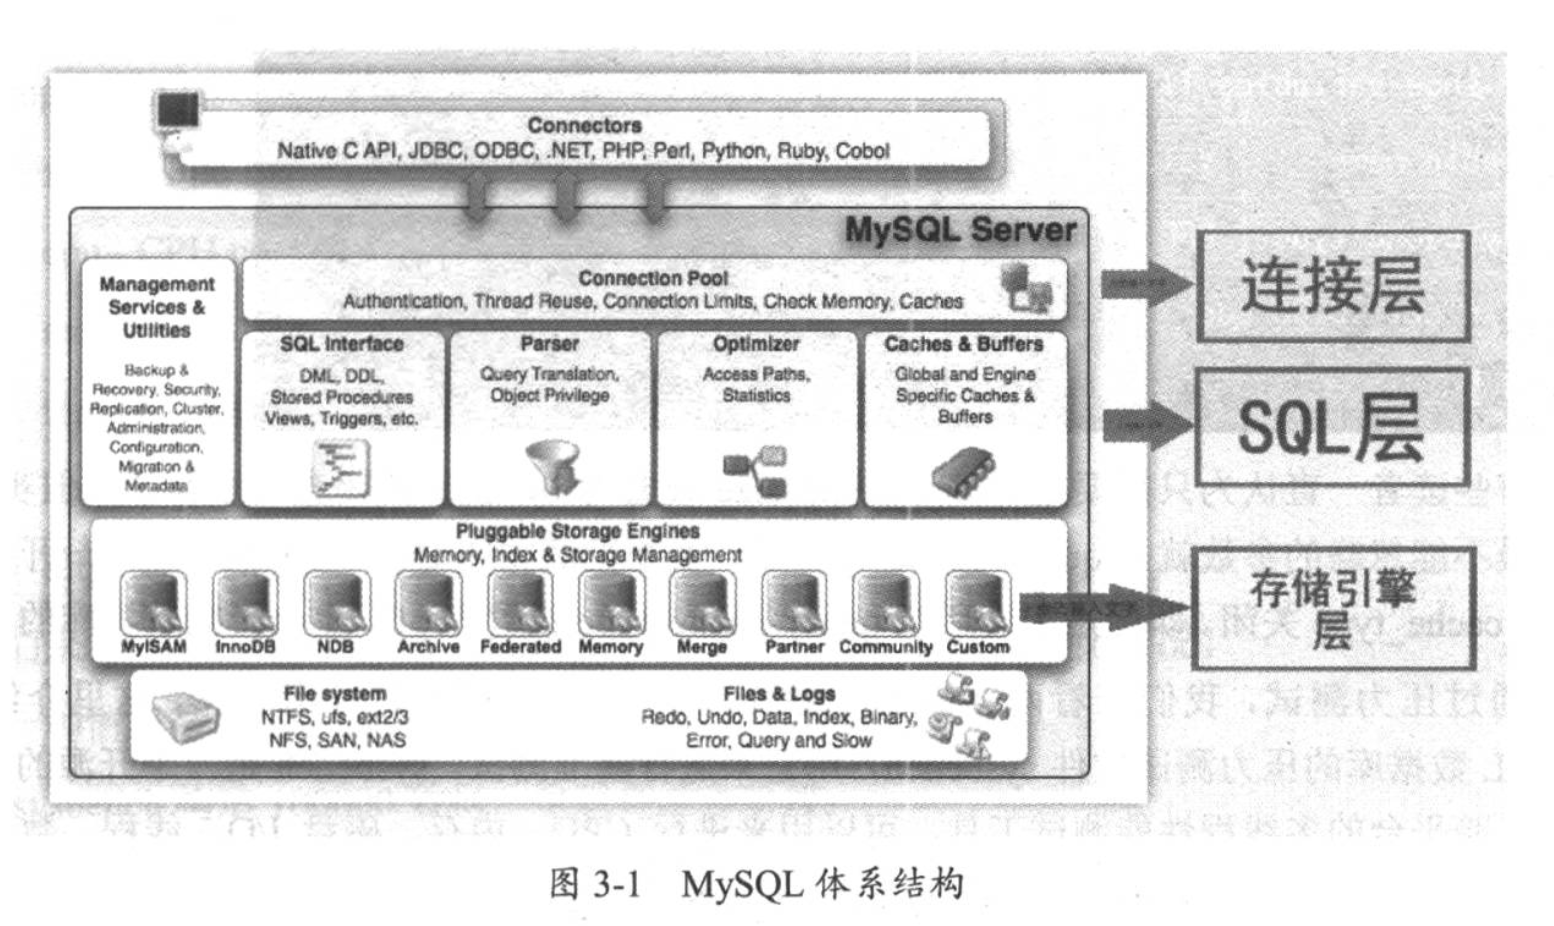 Connectors
Native C API, JDBC, ODBC, .NET, PHP, Perl, Python, Ruby, Cobol
MySQL Server
Management
Services &
Utilities
Backup &
Recovery, Security,
Replication, Cluster,
Administration,
Configuration,
Migration &
Metadata
Connection Pool
Authentication, Thread Reuse, Connection Limits, Check Memory, Caches
SQL Interface
DML, DDL,
Stored Procedures
Views, Triggers, etc.
Parser
Query Translation,
Object Privilege
Optimizer
Access Paths,
Statistics
Caches & Buffers
Global and Engine
Specific Caches &
Buffers
Pluggable Storage Engines
Memory, Index & Storage Management
MyISAM
InnoDB
NDB
Archive
Federated
Memory
Merge
Partner
Community
Custom
File system
NTFS, ufs, ext2/3
NFS, SAN, NAS
Files & Logs
Redo, Undo, Data, Index, Binary,
Error, Query and Slow
连接层
SQL层
存储引擎
层
图 3-1 MySQL 体系结构